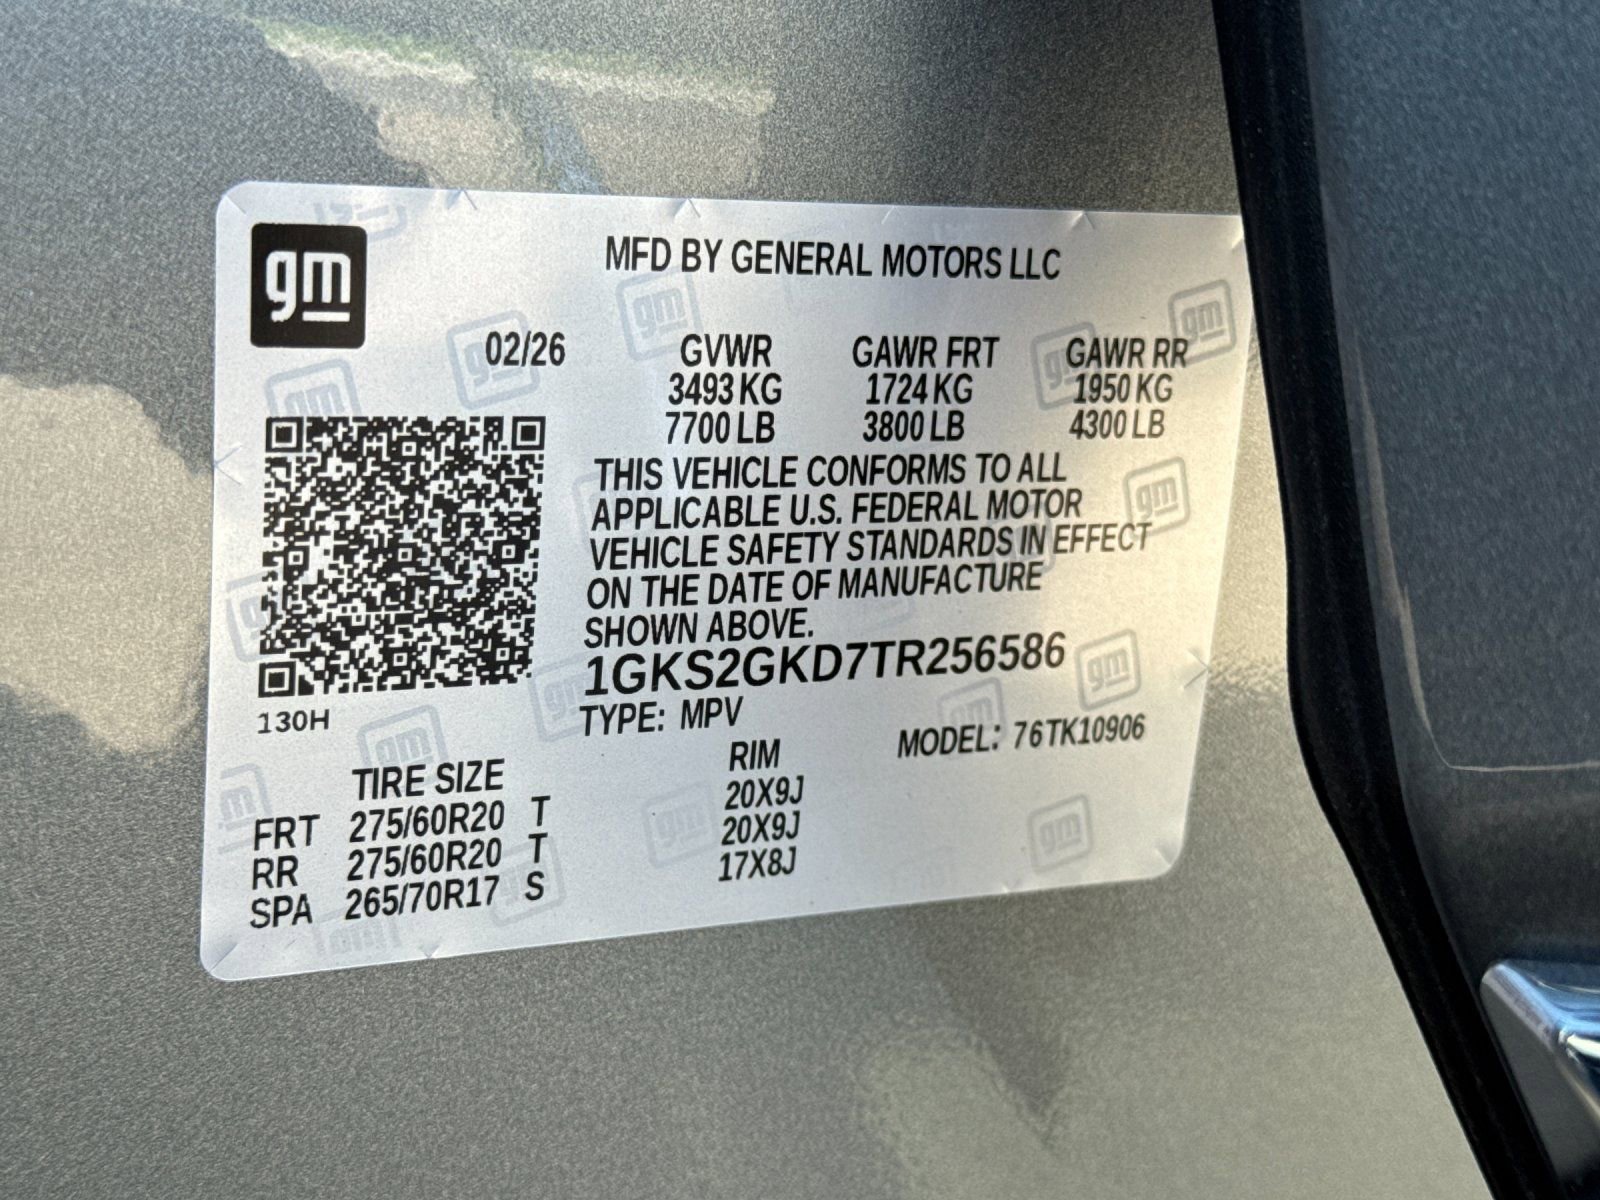 gm
MFD BY GENERAL MOTORS LLC
02/26 GVWR GAWR FRT GAWR RR
3493 KG 1724 KG 1950 KG
7700 LB 3800 LB 4300 LB
THIS VEHICLE CONFORMS TO ALL
APPLICABLE U.S. FEDERAL MOTOR
VEHICLE SAFETY STANDARDS IN EFFECT
ON THE DATE OF MANUFACTURE
SHOWN ABOVE.
1GKS2GKD7TR256586
130H
TYPE: MPV
MODEL: 76TK10906
TIRE SIZE RIM
FRT 275/60R20 T 20X9J
RR 275/60R20 T 20X9J
SPA 265/70R17 S 17X8J